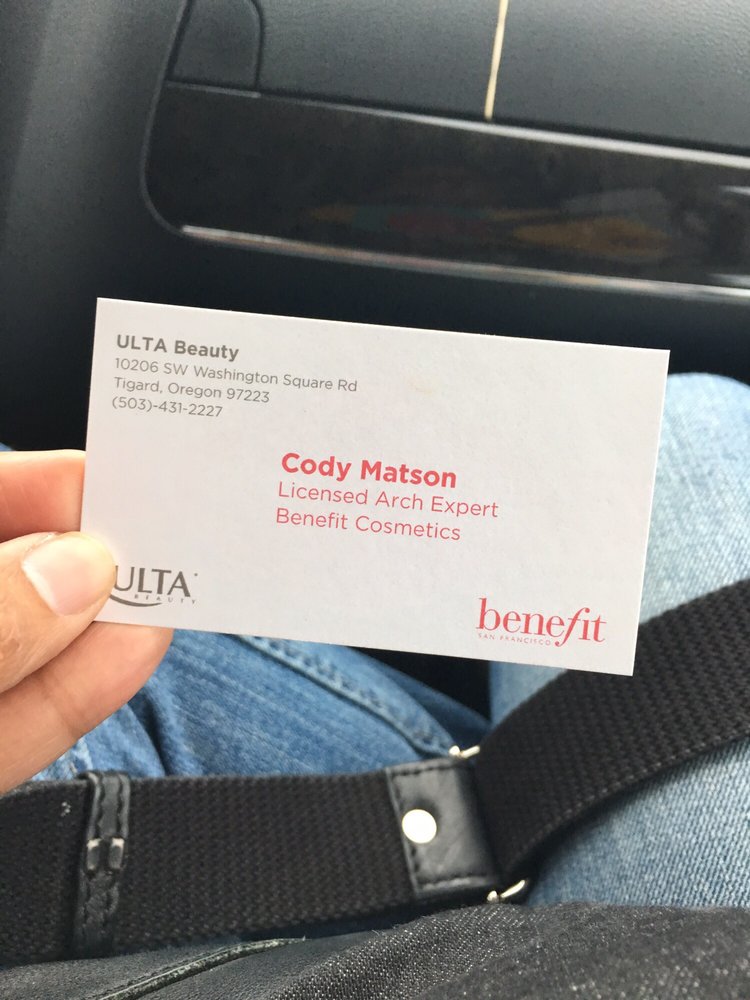 ULTA Beauty
10206 SW Washington Square Rd
Tigard, Oregon 97223
(503)-431-2227
Cody Matson
Licensed Arch Expert
Benefit Cosmetics
ULTA
BEAUTY
benefit
SAN FRANCISCO